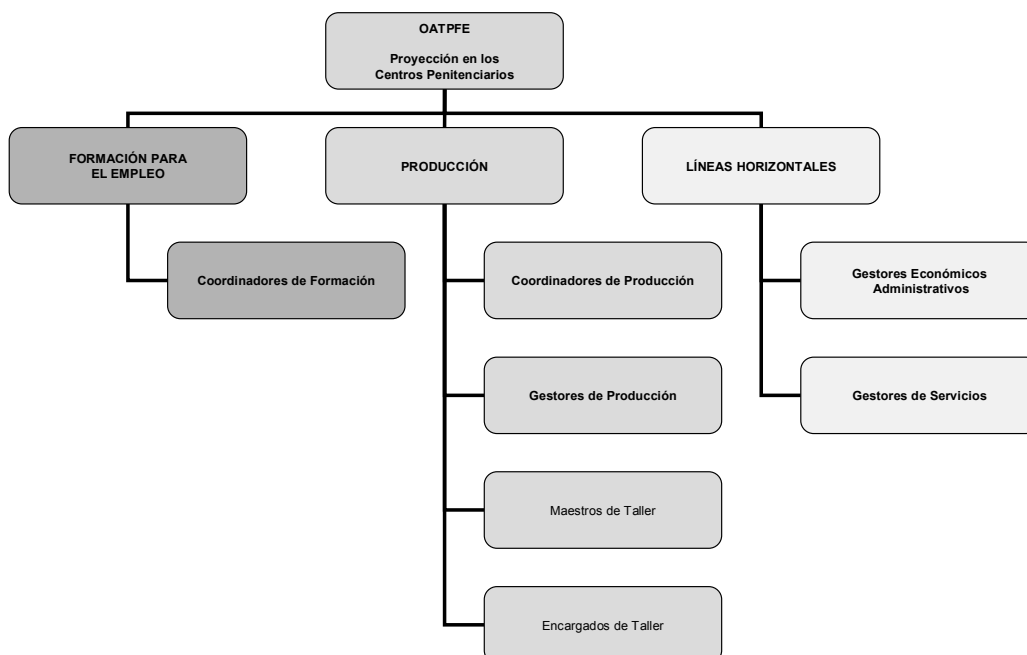 OATPFE
Proyección en los
Centros Penitenciarios
FORMACIÓN PARA
EL EMPLEO
PRODUCCIÓN
LÍNEAS HORIZONTALES
Coordinadores de Formación
Coordinadores de Producción
Gestores Económicos
Administrativos
Gestores de Producción
Gestores de Servicios
Maestros de Taller
Encargados de Taller